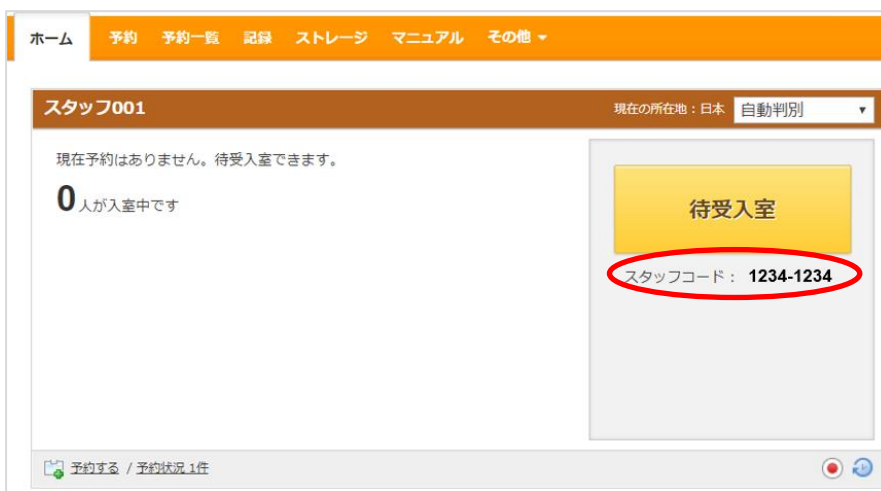 ホーム 予約 予約一覧 記録 ストレージ マニュアル その他
スタッフ001 現在の所在地：日本 自動判別
現在予約はありません。待受入室できます。
0人が入室中です
待受入室
スタッフコード： 1234-1234
予約する / 予約状況 1件